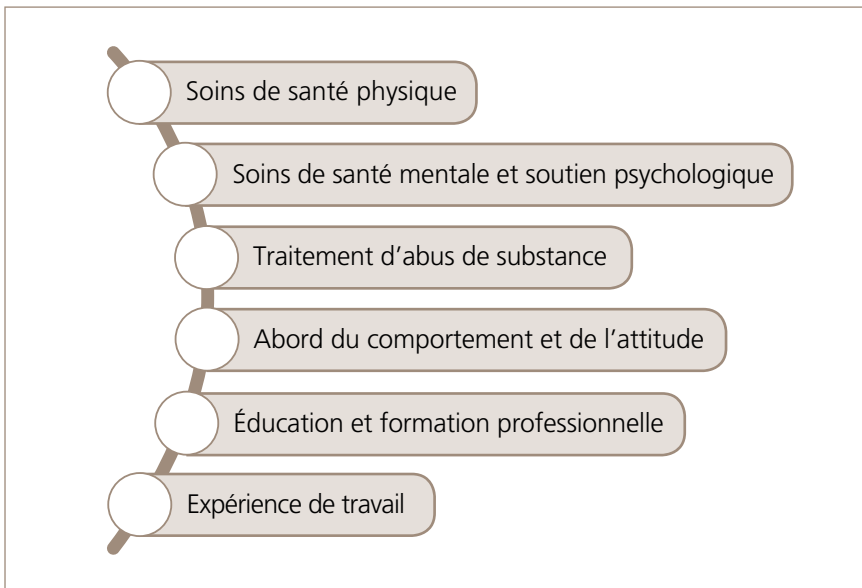 Soins de santé physique
Soins de santé mentale et soutien psychologique
Traitement d’abus de substance
Abord du comportement et de l’attitude
Éducation et formation professionnelle
Expérience de travail